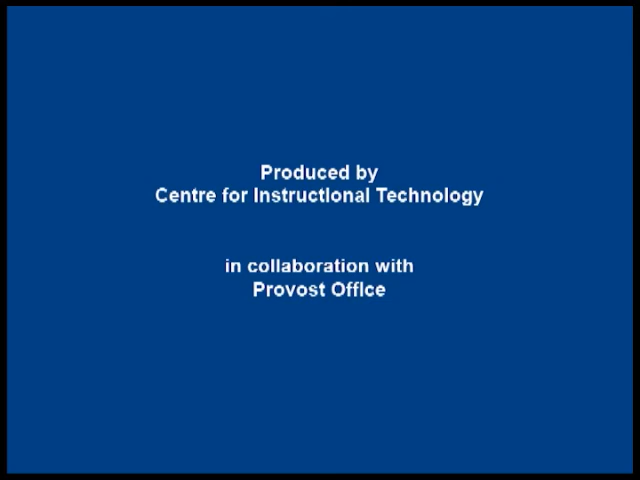 Produced by
Centre for Instructional Technology
in collaboration with
Provost Office